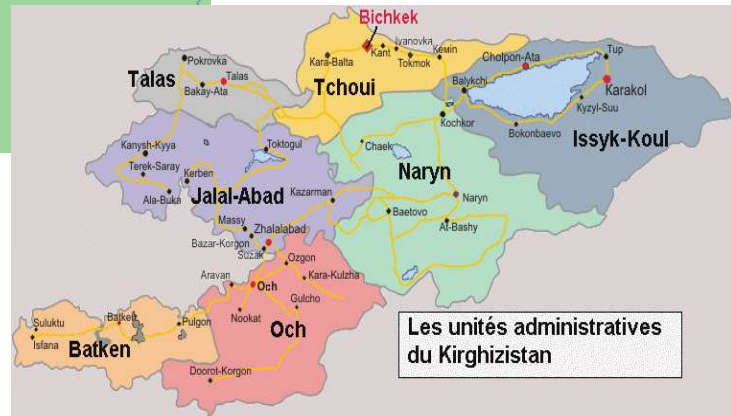 Bichkek
Ivanovka
Kant
Кемин
Kara-Balta
Tokmok
Tchoui
Pokrovka
Talas
Talas
Bakay-Ata
Cholpon-Ata
Tup
Balykchi
Karakol
Kyzyl-Suu
Kochkor
Bokonbaevo
Issyk-Koul
Kanysh-Kyya
Toktogul
Chaek
Terek-Saray
Kerben
Naryn
Jalal-Abad
Kazarman
Naryn
Ala-Buka
Massy
Baetovo
Zhalalabad
At-Bashy
Bazar-Korgon
Suzak
Ozgon
Aravan
Kara-Kulzha
Och
Gulcho
Suluktu
Batken
Pulgon
Nookat
Isfana
Batken
Och
Doorot-Korgon
Les unités administratives
du Kirghizistan